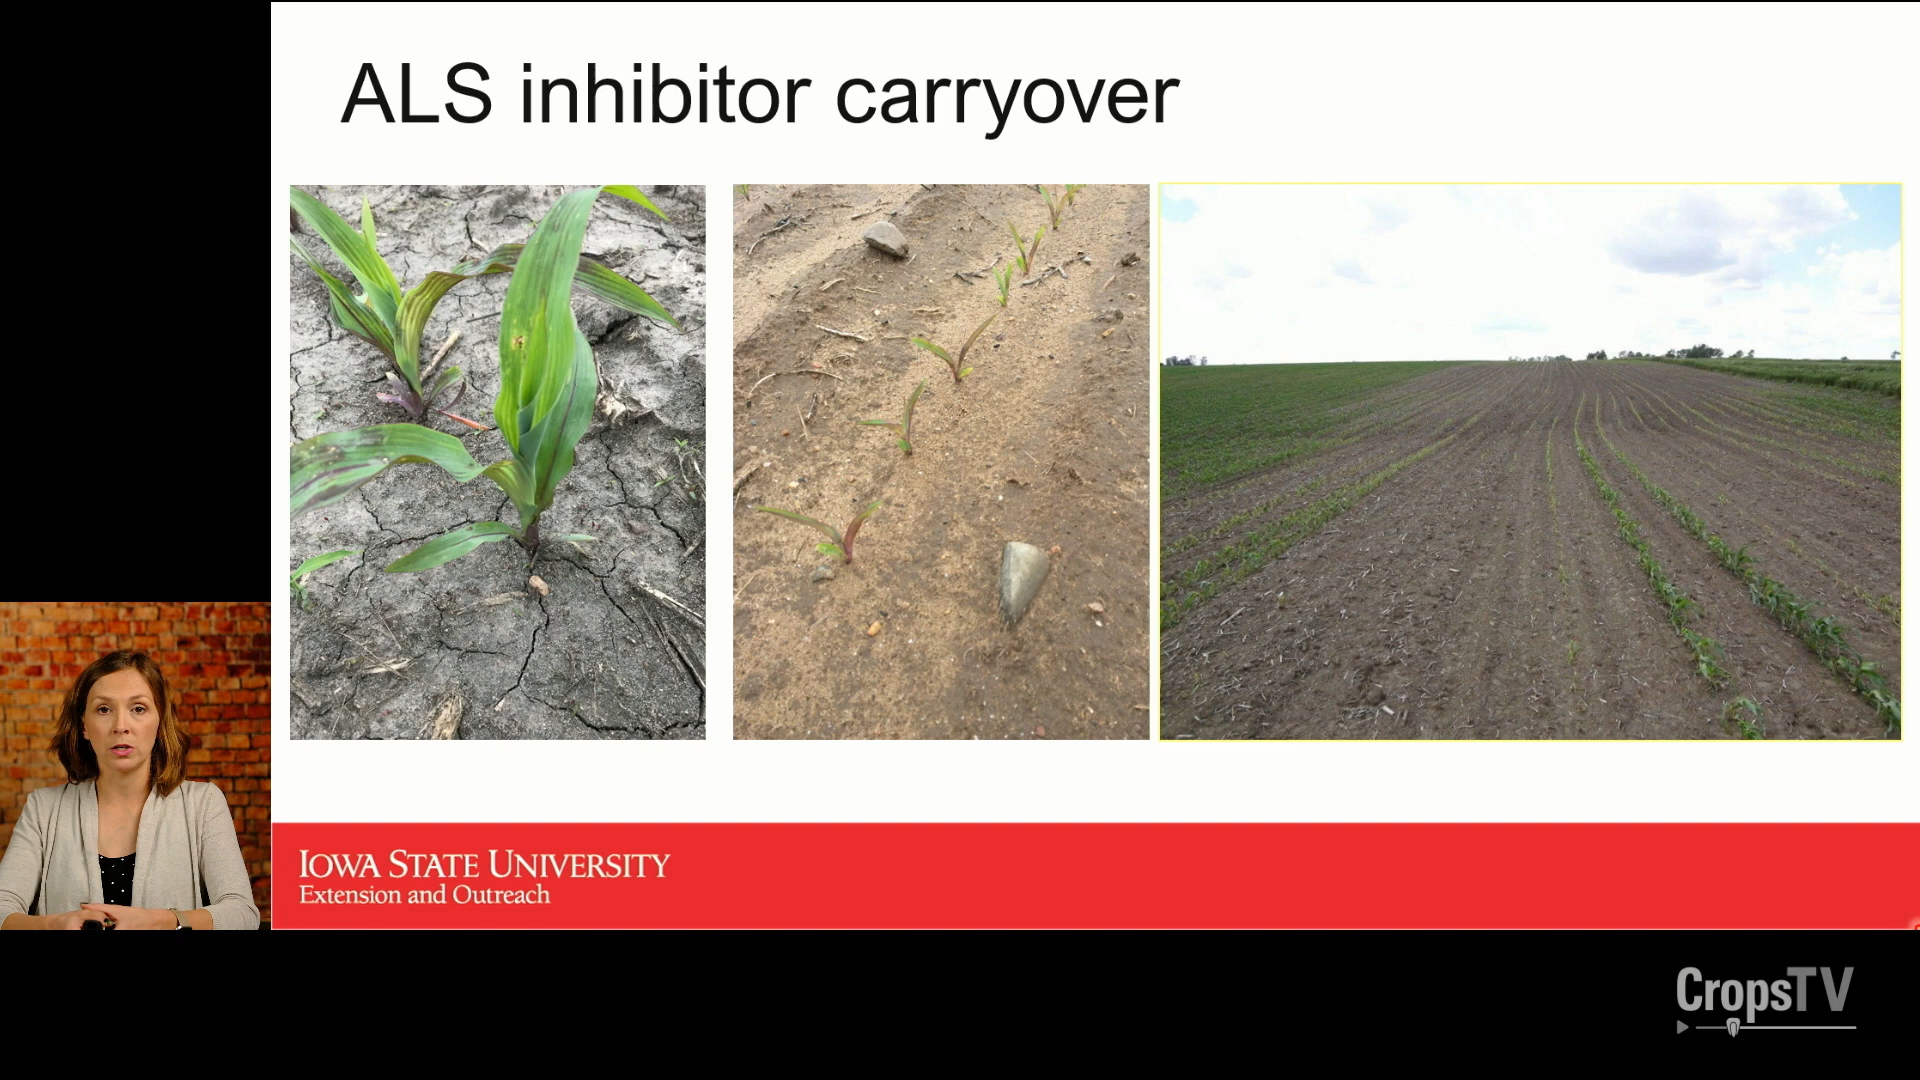 ALS inhibitor carryover
IOWA STATE UNIVERSITY
Extension and Outreach
CropsTV